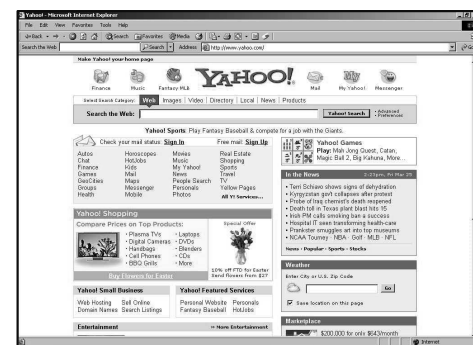 Yahoo! - Microsoft Internet Explorer
File Edit View Favorites Tools Help
Back Search Favorites Media
Search the Web Search Address http://www.yahoo.com/
Make Yahoo! your home page
Finance Music Fantasy MLB YAHOO! Mail My Yahoo! Messenger
Select Search Category: Web Images Video Directory Local News Products
Search the Web: Yahoo! Search • Advanced
• Preferences
Yahoo! Sports: Play Fantasy Baseball & compete for a job with the Giants.
Check your mail status: Sign In Free mail: Sign Up
Autos Horoscopes Movies Real Estate
Chat HotJobs Music Shopping
Finance Kids My Yahoo! Sports
Games Mail News Travel
GeoCities Maps People Search TV
Groups Messenger Personals Yellow Pages
Health Mobile Photos All Y! Services...
Yahoo! Shopping
Compare Prices on Top Products:
• Plasma TVs • Laptops
• Digital Cameras • DVDs
• Handbags • Blenders
• Cell Phones • CDs
• BBQ Grills • More
Buy Flowers for Easter
Special Offer
10% off FTD for Easter
Send flowers from $27
Yahoo! Small Business
Web Hosting Sell Online
Domain Names Search Listings
Yahoo! Featured Services
Personal Website Personals
Fantasy Baseball HotJobs
Entertainment » More Entertainment
Yahoo! Games
Play: Mah Jong Quest, Catan,
Magic Ball 2, Big Kahuna, More...
In the News Fri Mar 25
• Terri Schiavo shows signs of dehydration
• Kyrgyzstan gov't collapses after protest
• Probe of Iraq chemist's death reopened
• Death toll in Texas plant blast hits 15
• Irish PM calls smoking ban a success
• Hospital IT seen transforming health-care
• Prankster smuggles art into top museums
• NCAA Tourney · NBA · Golf · MLB · NFL
News · Popular · Sports · Stocks
Weather
Enter City or U.S. Zip Code
Go
Save location on this page
Marketplace
$200,000 for only $643/month
Internet